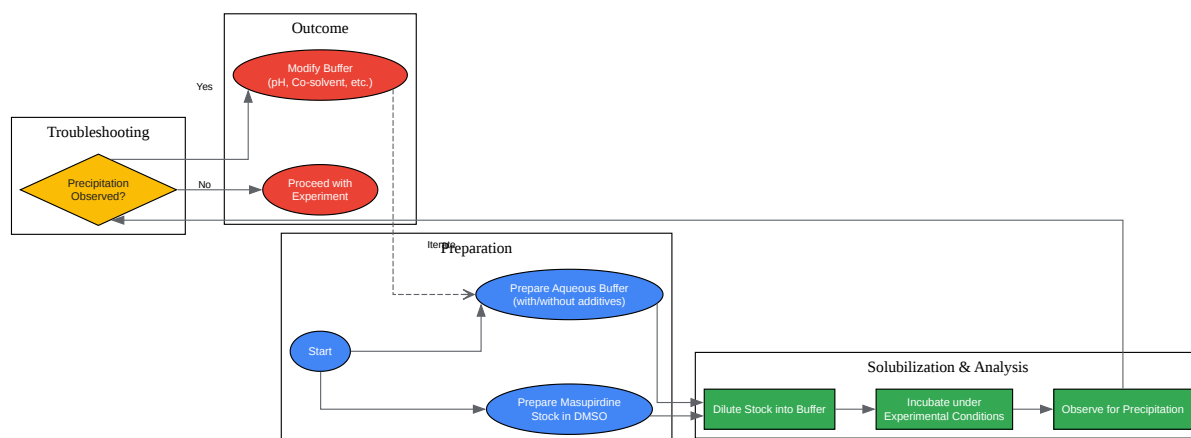 Outcome
Modify Buffer
(pH, Co-solvent, etc.)
Yes
Troubleshooting
Precipitation
Observed?
No
Proceed with
Experiment
Iterate
Preparation
Prepare Aqueous Buffer
(with/without additives)
Start
Prepare Masupirdine
Stock in DMSO
Solubilization & Analysis
Dilute Stock into Buffer
Incubate under
Experimental Conditions
Observe for Precipitation